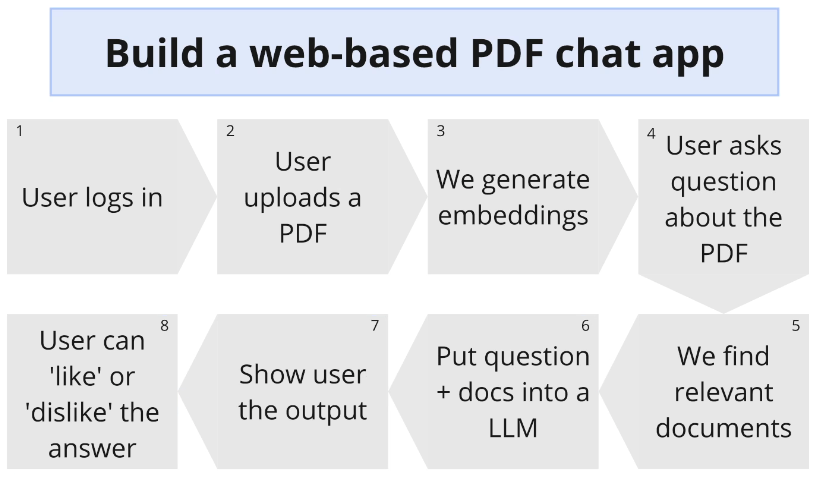 Build a web-based PDF chat app
1
User logs in
2
User
uploads a
PDF
3
We generate
embeddings
4
User asks
question
about the
PDF
5
We find
relevant
documents
6
Put question
+ docs into a
LLM
7
Show user
the output
8
User can
'like' or
'dislike' the
answer